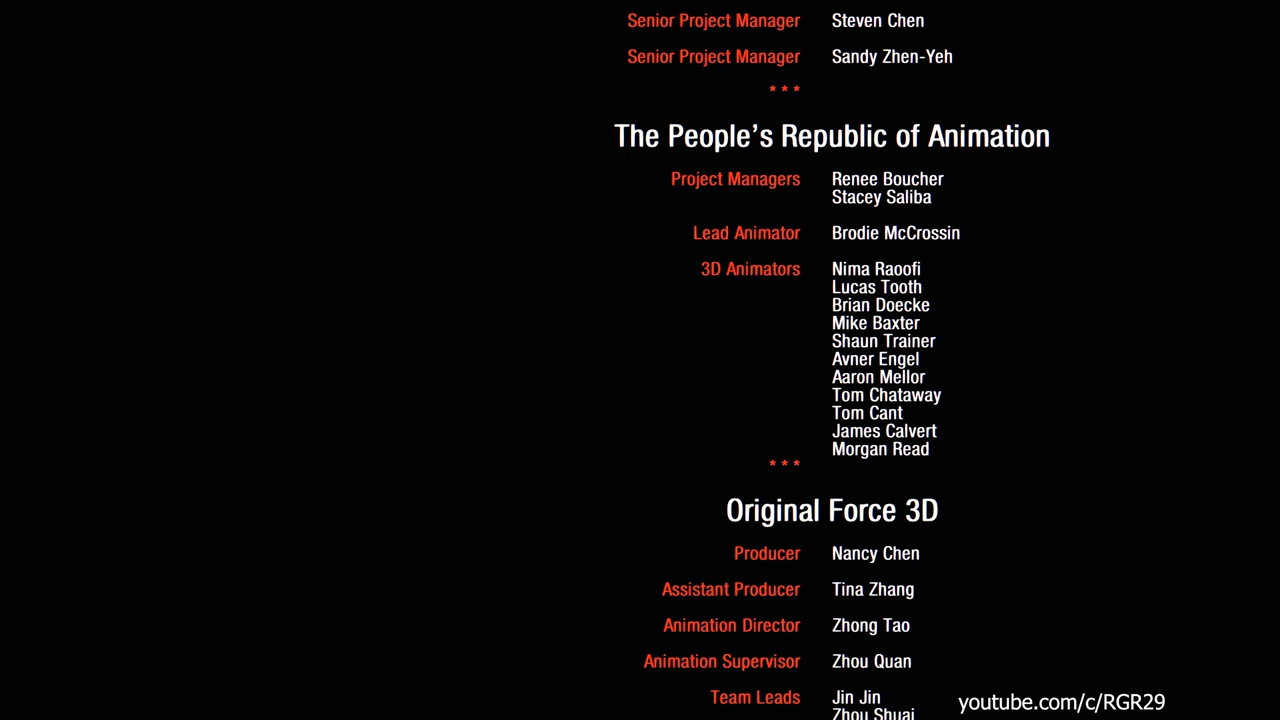 Senior Project Manager Steven Chen
Senior Project Manager Sandy Zhen-Yeh
* * *
The People's Republic of Animation
Project Managers Renee Boucher
Stacey Saliba
Lead Animator Brodie McCrossin
3D Animators Nima Raoofi
Lucas Tooth
Brian Doecke
Mike Baxter
Shaun Trainer
Avner Engel
Aaron Mellor
Tom Chataway
Tom Cant
James Calvert
Morgan Read
* * *
Original Force 3D
Producer Nancy Chen
Assistant Producer Tina Zhang
Animation Director Zhong Tao
Animation Supervisor Zhou Quan
Team Leads Jin Jin
Zhou Shuai
youtube.com/c/RGR29